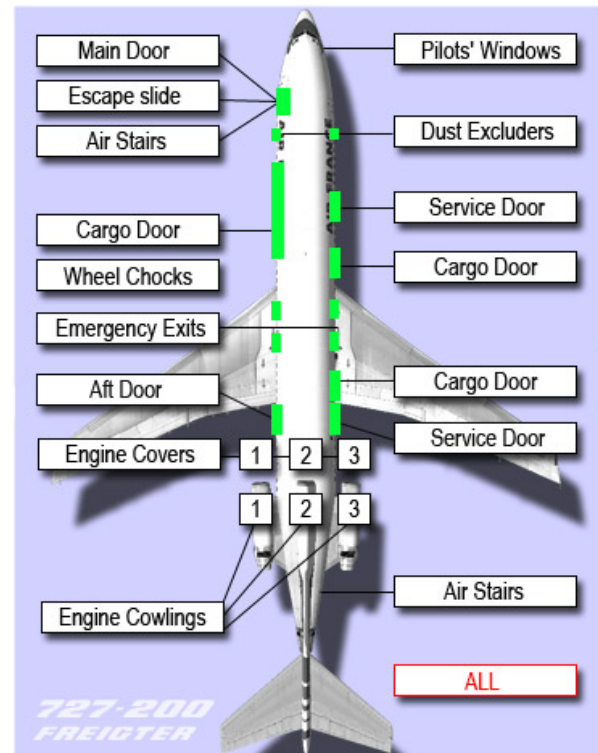 Main Door
Pilots' Windows
Escape slide
Air Stairs
Dust Excluders
AIR FRANCE
Service Door
Cargo Door
Cargo Door
Wheel Chocks
Emergency Exits
Aft Door
Cargo Door
Service Door
Engine Covers
1 2 3
1 2 3
Air Stairs
Engine Cowlings
ALL
727-200
FREIGTER